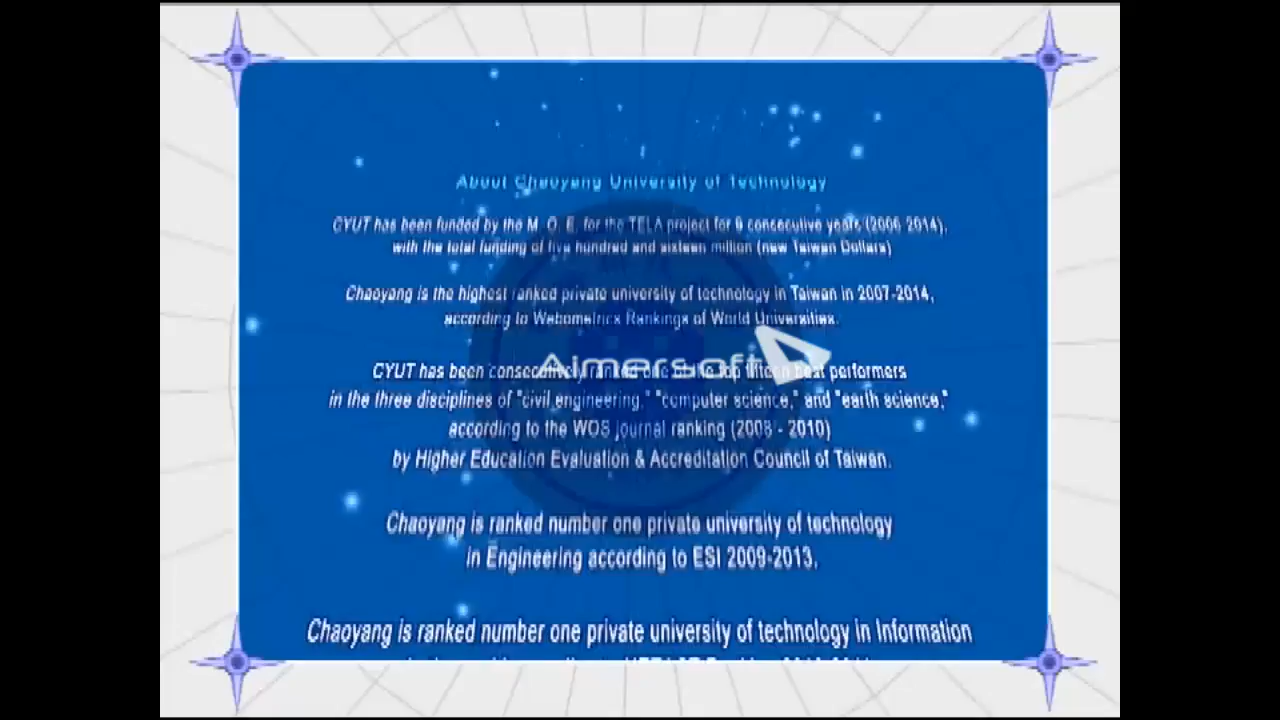 About Chaoyang University of Technology
CYUT has been funded by the M. O. E. for the TELA project for 9 consecutive years (2006-2014),
with the total funding of five hundred and sixteen million (new Taiwan Dollars)
Chaoyang is the highest ranked private university of technology in Taiwan in 2007-2014,
according to Webometrics Rankings of World Universities.
Aimersoft
CYUT has been consecutively ranked one of the top fifteen best performers
in the three disciplines of "civil engineering," "computer science," and "earth science,"
according to the WOS journal ranking (2008 - 2010)
by Higher Education Evaluation & Accreditation Council of Taiwan.
Chaoyang is ranked number one private university of technology
in Engineering according to ESI 2009-2013.
Chaoyang is ranked number one private university of technology in Information